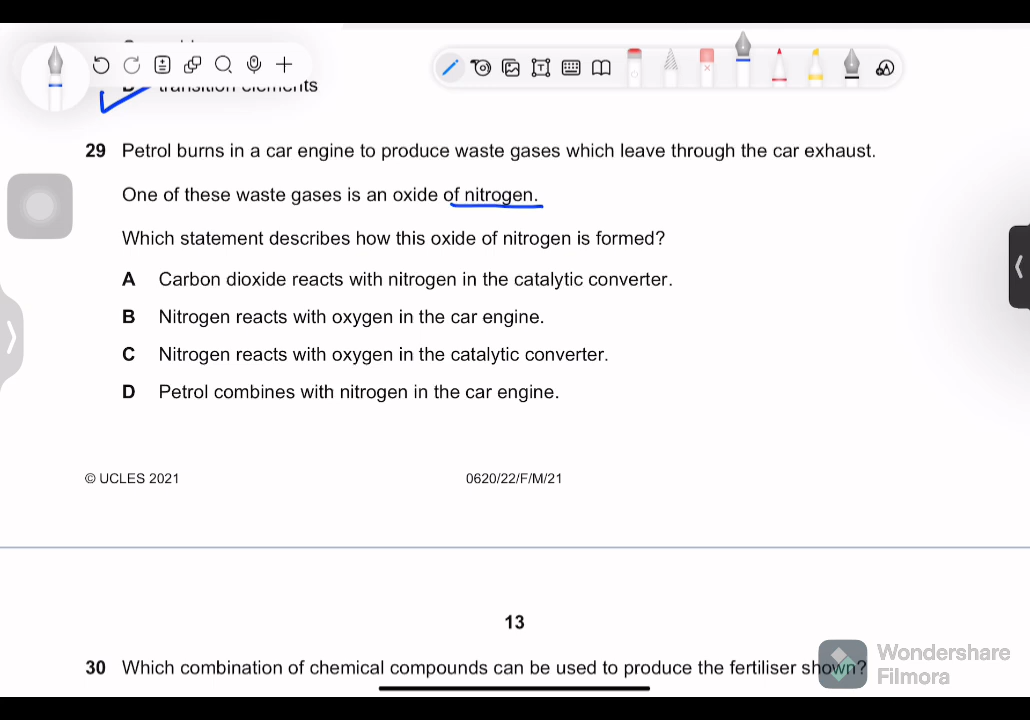 transition elements
29 Petrol burns in a car engine to produce waste gases which leave through the car exhaust.
One of these waste gases is an oxide of nitrogen.
Which statement describes how this oxide of nitrogen is formed?
A Carbon dioxide reacts with nitrogen in the catalytic converter.
B Nitrogen reacts with oxygen in the car engine.
C Nitrogen reacts with oxygen in the catalytic converter.
D Petrol combines with nitrogen in the car engine.
© UCLES 2021 0620/22/F/M/21
13
30 Which combination of chemical compounds can be used to produce the fertiliser shown?
Wondershare
Filmora